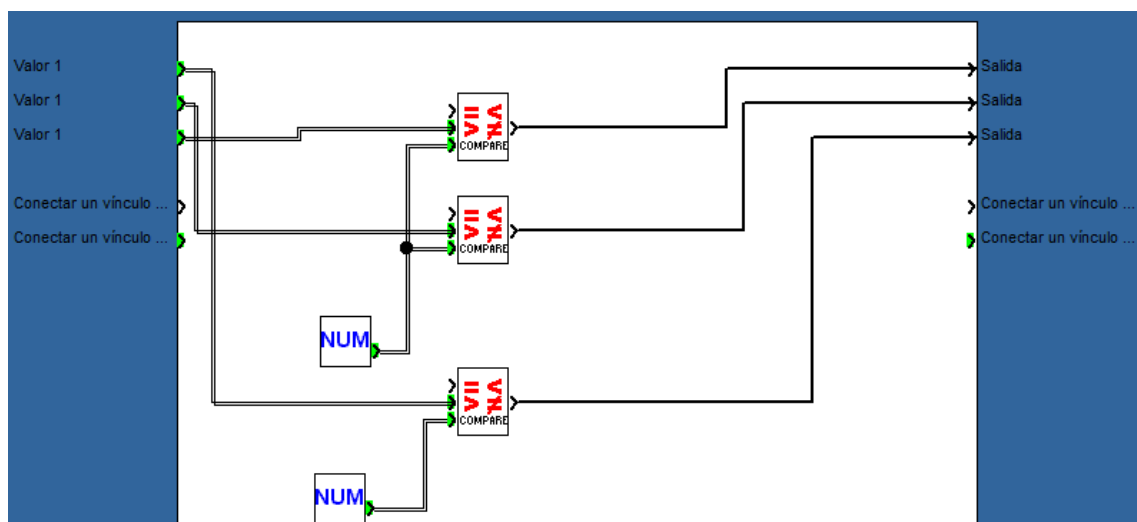 Valor 1
Valor 1
Valor 1
Conectar un vínculo ...
Conectar un vínculo ...
COMPARE
COMPARE
NUM
COMPARE
NUM
Salida
Salida
Salida
Conectar un vínculo ...
Conectar un vínculo ...